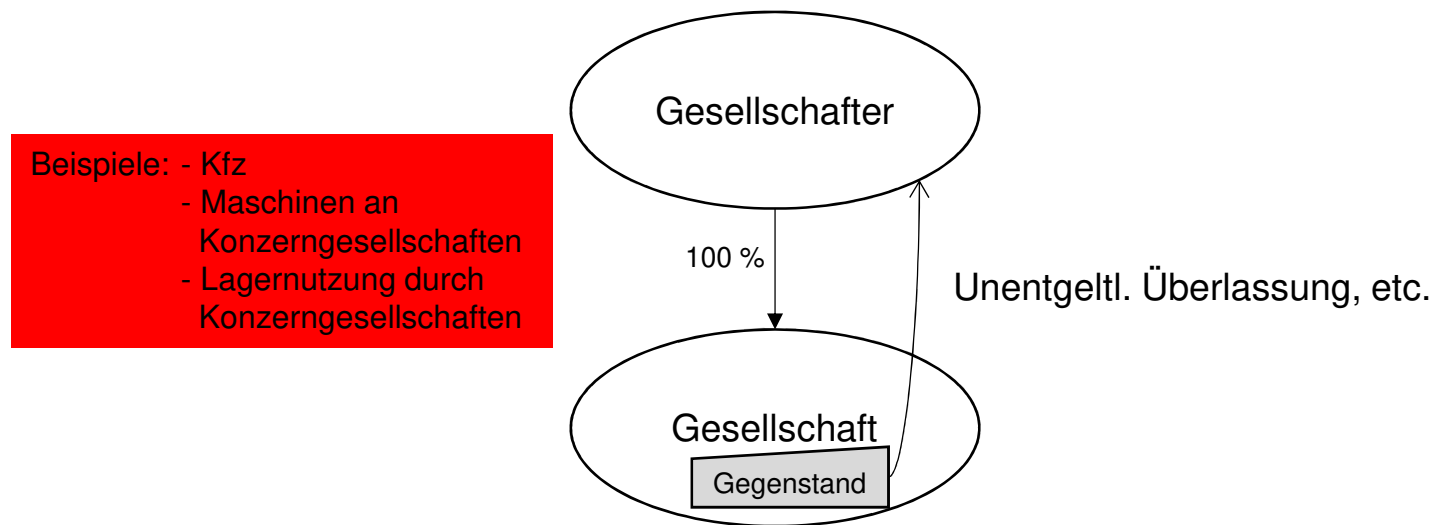 Gesellschafter
Beispiele: - Kfz
- Maschinen an
Konzerngesellschaften
- Lagernutzung durch
Konzerngesellschaften
100 %
Unentgeltl. Überlassung, etc.
Gesellschaft
Gegenstand